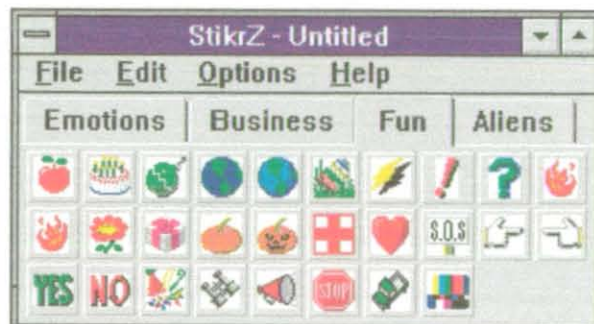 StikrZ - Untitled
File Edit Options Help
Emotions Business Fun Aliens
! ?
$.O.$
YES NO STOP